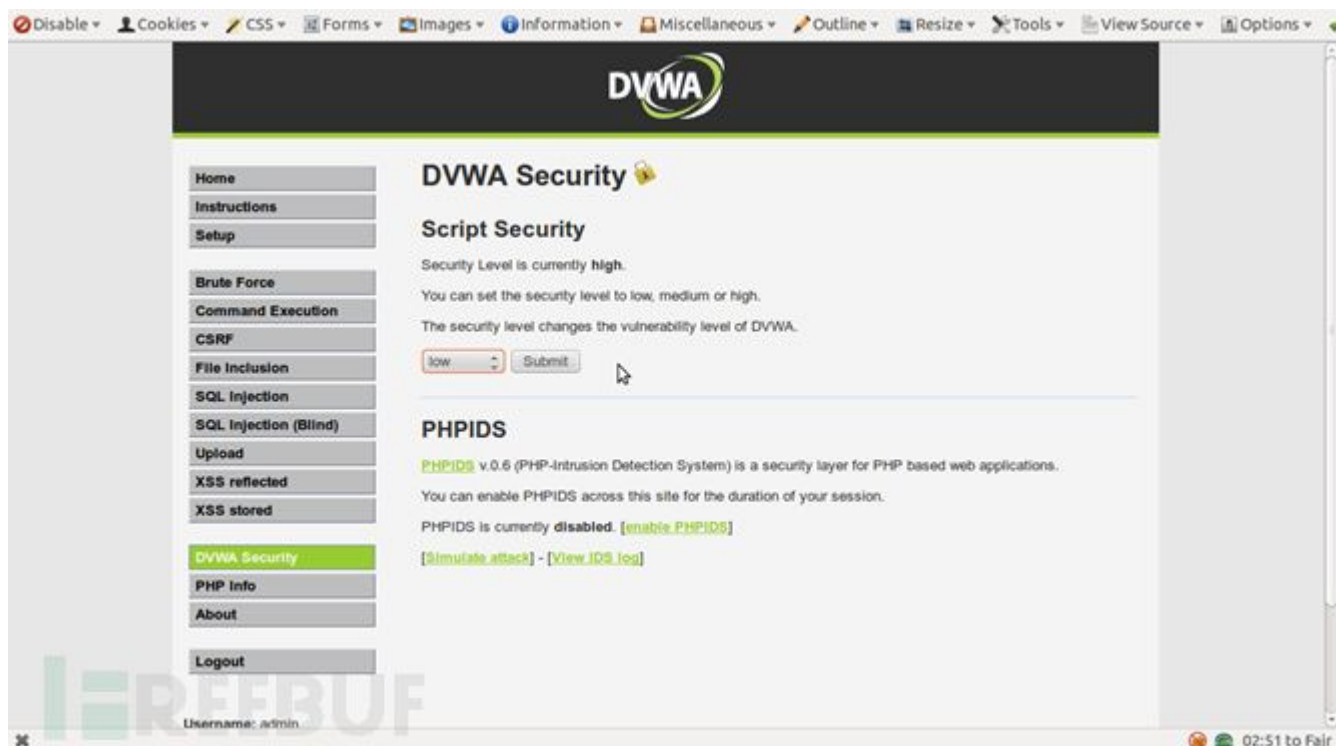 Disable Cookies CSS Forms Images Information Miscellaneous Outline Resize Tools View Source Options
DVWA
Home
Instructions
Setup
Brute Force
Command Execution
CSRF
File Inclusion
SQL Injection
SQL Injection (Blind)
Upload
XSS reflected
XSS stored
DVWA Security
PHP Info
About
Logout
Username: admin
DVWA Security
Script Security
Security Level is currently high.
You can set the security level to low, medium or high.
The security level changes the vulnerability level of DVWA.
low Submit
PHPIDS
PHPIDS v.0.6 (PHP-Intrusion Detection System) is a security layer for PHP based web applications.
You can enable PHPIDS across this site for the duration of your session.
PHPIDS is currently disabled. [enable PHPIDS]
[Simulate attack] - [View IDS log]
FREEBUF
02:51 to Fair